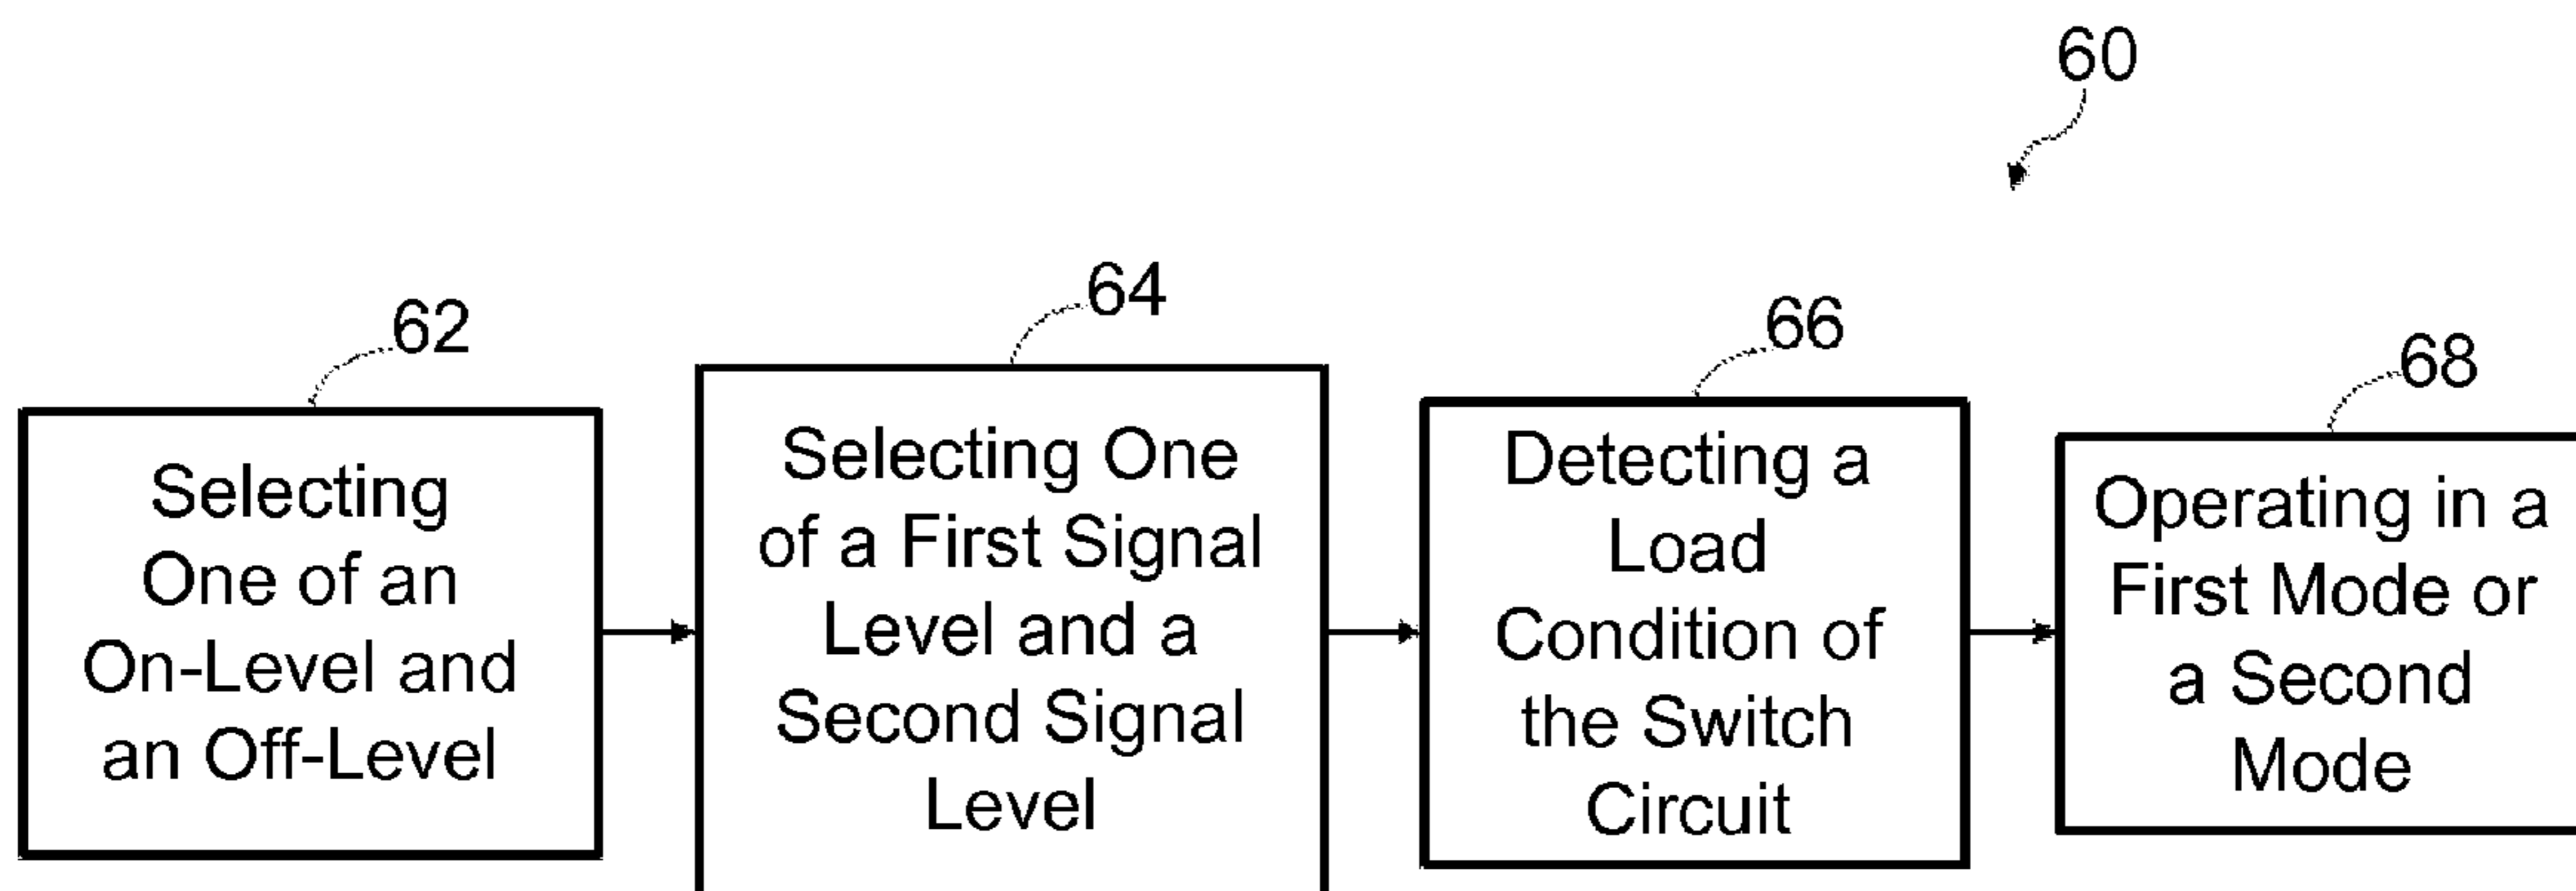 60
62
Selecting
One of an
On-Level and
an Off-Level
64
Selecting One
of a First Signal
Level and a
Second Signal
Level
66
Detecting a
Load
Condition of
the Switch
Circuit
68
Operating in a
First Mode or
a Second
Mode